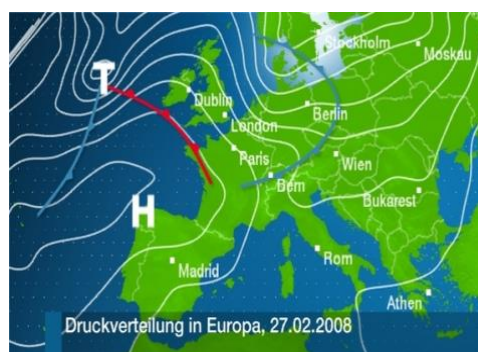 Stockholm
Moskau
T
Dublin
Berlin
London
Paris
Wien
Bern
H
Bukarest
Rom
Madrid
Athen
Druckverteilung in Europa, 27.02.2008